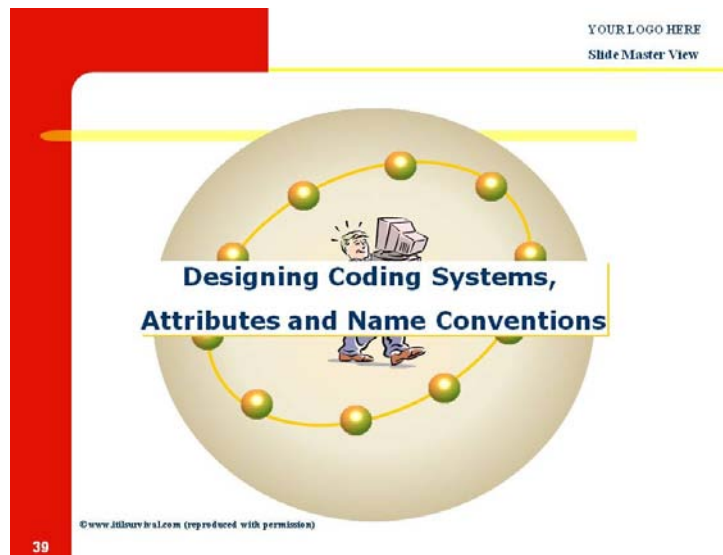 YOUR LOGO HERE
Slide Master View
Designing Coding Systems,
Attributes and Name Conventions
©www.itilsurvival.com (reproduced with permission)
39